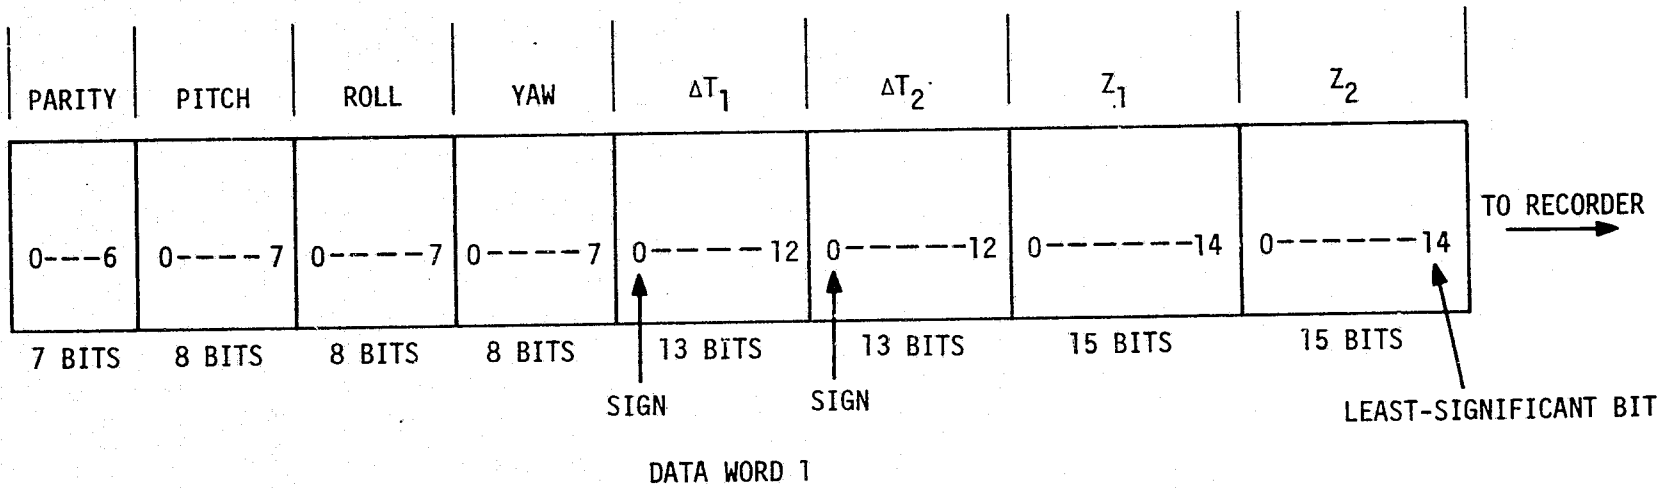 PARITY PITCH ROLL YAW ΔT1 ΔT2 Z1 Z2
TO RECORDER
0---6 0----7 0-----7 0-----7 0-----12 0------12 0-------14 0-------14
7 BITS 8 BITS 8 BITS 8 BITS 13 BITS 13 BITS 15 BITS 15 BITS
SIGN SIGN LEAST-SIGNIFICANT BIT
DATA WORD 1